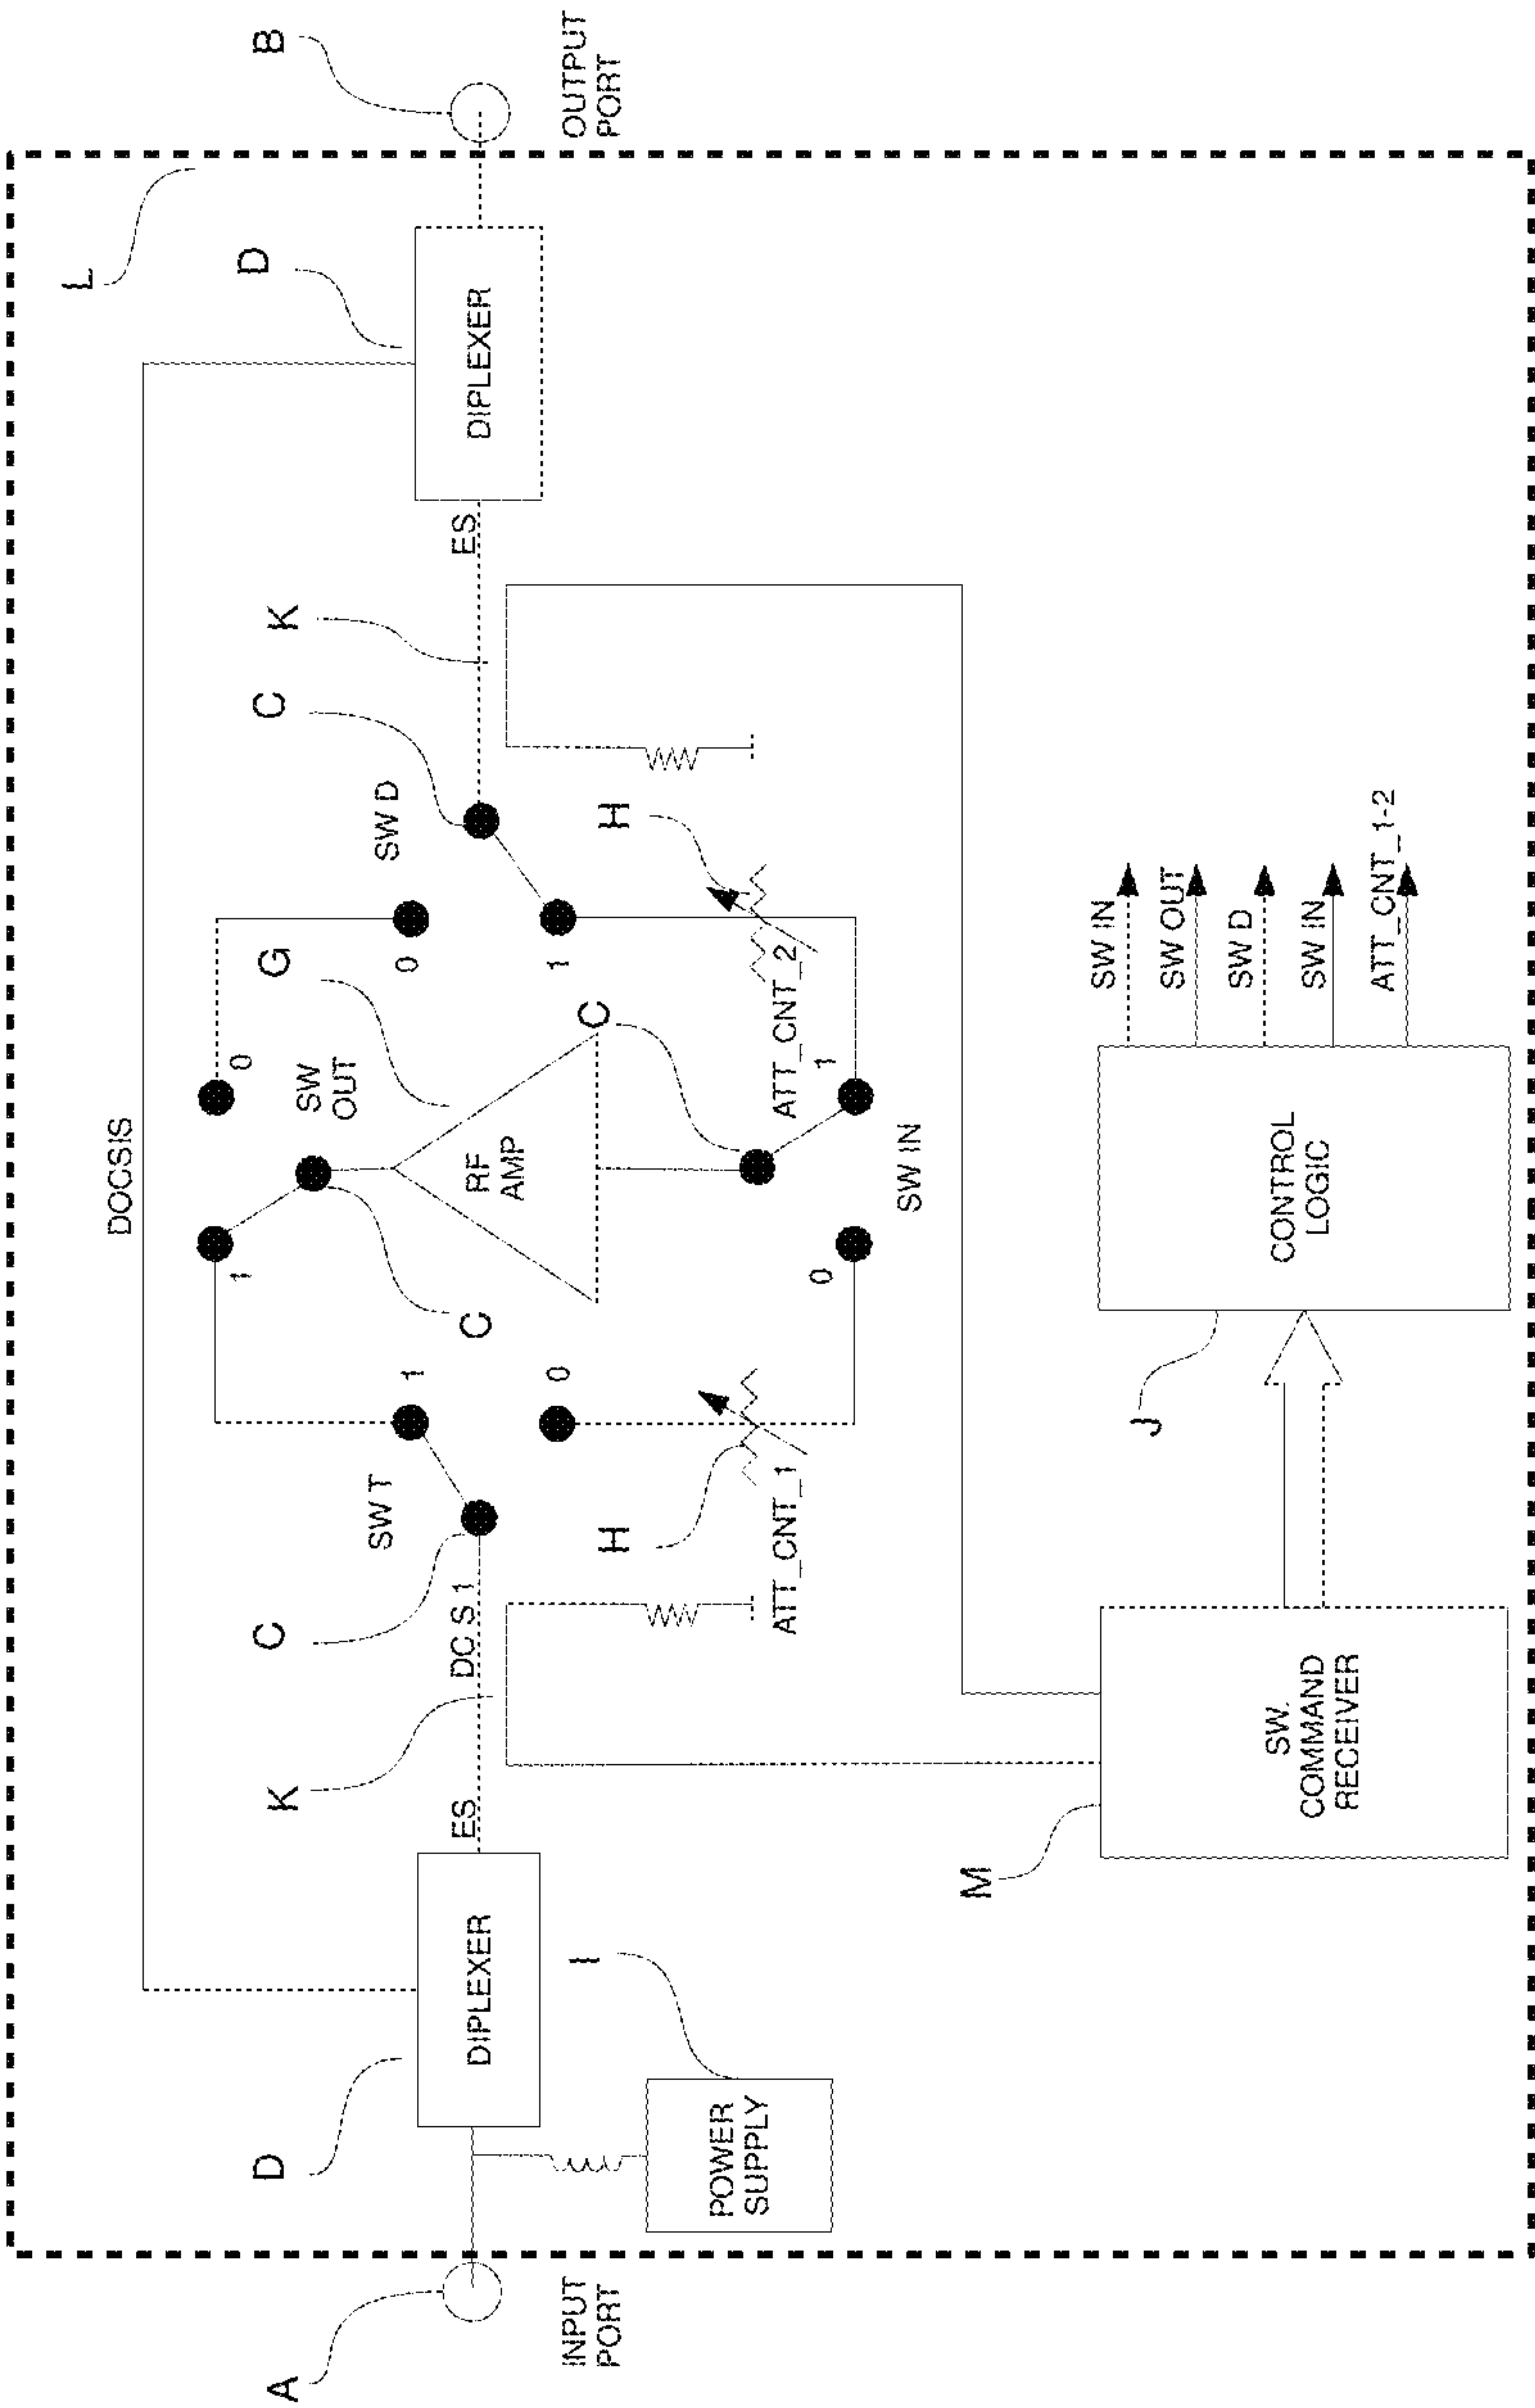 A
INPUT
PORT
D
DIPLEXER
POWER
SUPPLY
I
DOCSIS
ES
K
DC S 1
C
SW T
1
0
H
ATT_CNT_1
1
0
C
SW
OUT
G
RF
AMP
C
0
1
SW IN
ATT_CNT_2
H
0
1
SW D
C
K
ES
D
DIPLEXER
L
B
OUTPUT
PORT
M
SW.
COMMAND
RECEIVER
J
CONTROL
LOGIC
SW IN
SW OUT
SW D
SW IN
ATT_CNT_1-2